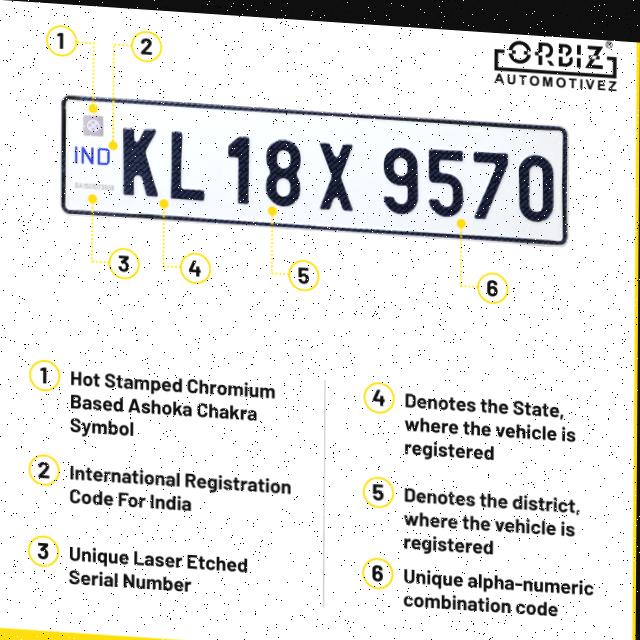 1
2
ORBIZ
AUTOMOTIVEZ
IND
KL 18 X 9570
3
4
5
6
1
Hot Stamped Chromium
Based Ashoka Chakra
Symbol
2
International Registration
Code For India
3
Unique Laser Etched
Serial Number
4
Denotes the State,
where the vehicle is
registered
5
Denotes the district,
where the vehicle is
registered
6
Unique alpha-numeric
combination code